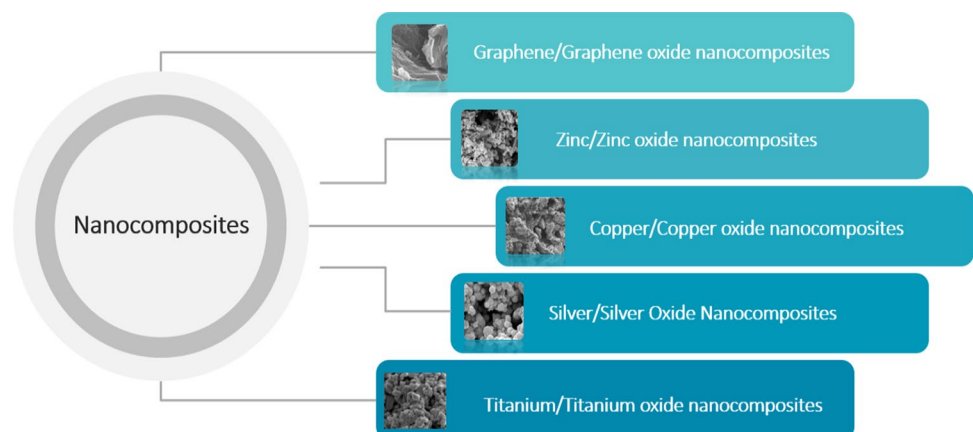 Graphene/Graphene oxide nanocomposites
Zinc/Zinc oxide nanocomposites
Nanocomposites
Copper/Copper oxide nanocomposites
Silver/Silver Oxide Nanocomposites
Titanium/Titanium oxide nanocomposites